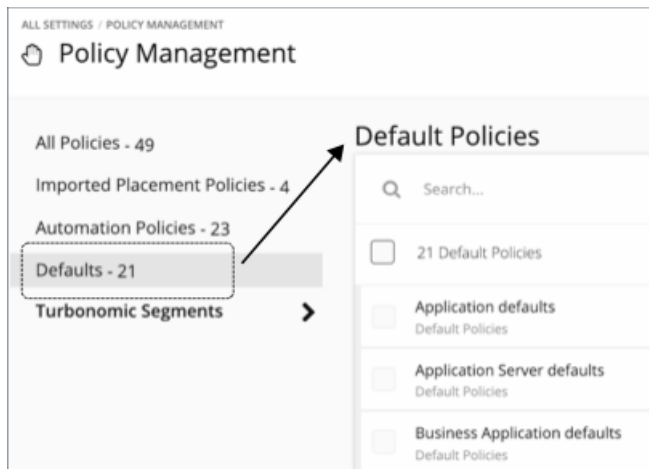 ALL SETTINGS / POLICY MANAGEMENT
Policy Management
All Policies - 49
Imported Placement Policies - 4
Automation Policies - 23
Defaults - 21
Turbonomic Segments
Default Policies
Search...
21 Default Policies
Application defaults
Default Policies
Application Server defaults
Default Policies
Business Application defaults
Default Policies